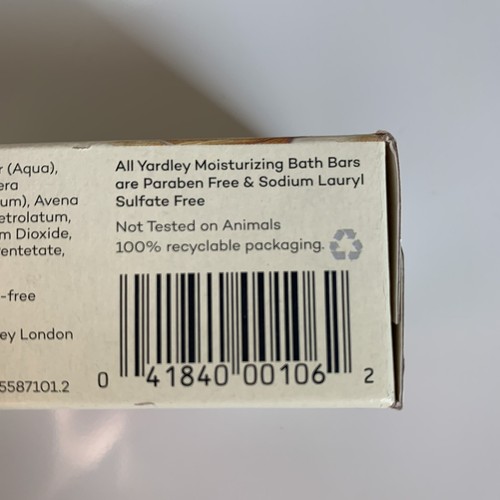 r (Aqua),
era
um), Avena
etrolatum,
m Dioxide,
entetate,
-free
ey London
5587101.2
All Yardley Moisturizing Bath Bars
are Paraben Free & Sodium Lauryl
Sulfate Free
Not Tested on Animals
100% recyclable packaging.
0 41840 00106 2